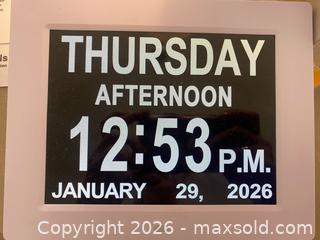 THURSDAY
AFTERNOON
12:53 P.M.
JANUARY 29, 2026
Copyright 2026 - maxsold.com